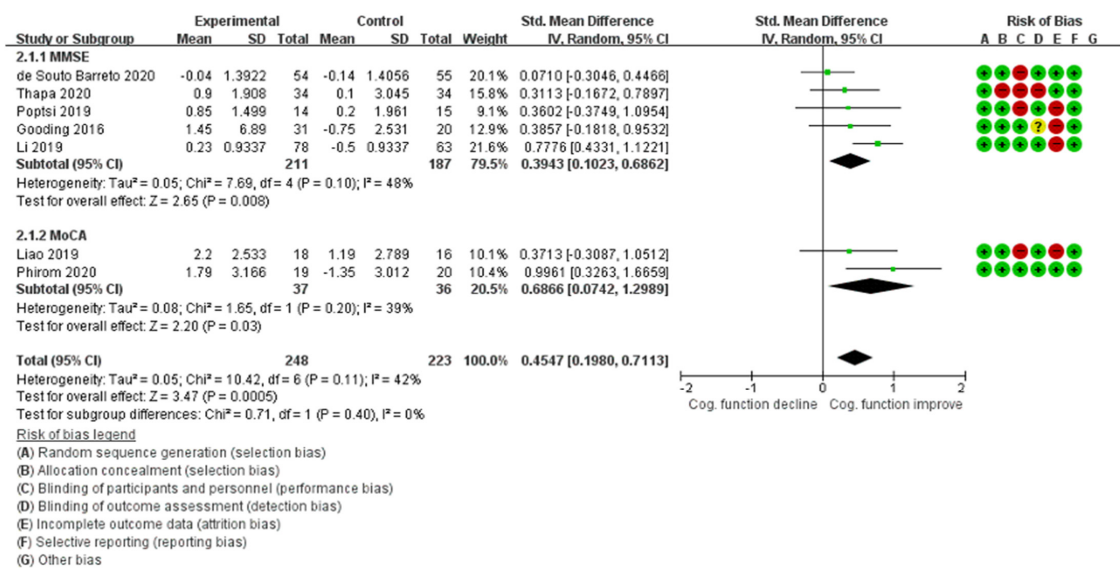 Experimental Control Std. Mean Difference Std. Mean Difference Risk of Bias
Study or Subgroup Mean SD Total Mean SD Total Weight IV, Random, 95% CI IV, Random, 95% CI A B C D E F G
2.1.1 MMSE
de Souto Barreto 2020 -0.04 1.3922 54 -0.14 1.4056 55 20.1% 0.0710 [-0.3046, 0.4466] + + − + + +
Thapa 2020 0.9 1.908 34 0.1 3.045 34 15.8% 0.3113 [-0.1672, 0.7897] + − − − + +
Poptsi 2019 0.85 1.499 14 0.2 1.961 15 9.1% 0.3602 [-0.3749, 1.0954] + + − + − +
Gooding 2016 1.45 6.89 31 -0.75 2.531 20 12.9% 0.3857 [-0.1818, 0.9532] + + + ? − +
Li 2019 0.23 0.9337 78 -0.5 0.9337 63 21.6% 0.7776 [0.4331, 1.1221] + + + + − +
Subtotal (95% CI) 211 187 79.5% 0.3943 [0.1023, 0.6862]
Heterogeneity: Tau² = 0.05; Chi² = 7.69, df = 4 (P = 0.10); I² = 48%
Test for overall effect: Z = 2.65 (P = 0.008)
2.1.2 MoCA
Liao 2019 2.2 2.533 18 1.19 2.789 16 10.1% 0.3713 [-0.3087, 1.0512] + + − + − +
Phirom 2020 1.79 3.166 19 -1.35 3.012 20 10.4% 0.9961 [0.3263, 1.6659] + + + + + +
Subtotal (95% CI) 37 36 20.5% 0.6866 [0.0742, 1.2989]
Heterogeneity: Tau² = 0.08; Chi² = 1.65, df = 1 (P = 0.20); I² = 39%
Test for overall effect: Z = 2.20 (P = 0.03)
Total (95% CI) 248 223 100.0% 0.4547 [0.1980, 0.7113]
Heterogeneity: Tau² = 0.05; Chi² = 10.42, df = 6 (P = 0.11); I² = 42%
Test for overall effect: Z = 3.47 (P = 0.0005)
Test for subgroup differences: Chi² = 0.71, df = 1 (P = 0.40), I² = 0%
-2 -1 0 1 2
Cog. function decline Cog. function improve
Risk of bias legend
(A) Random sequence generation (selection bias)
(B) Allocation concealment (selection bias)
(C) Blinding of participants and personnel (performance bias)
(D) Blinding of outcome assessment (detection bias)
(E) Incomplete outcome data (attrition bias)
(F) Selective reporting (reporting bias)
(G) Other bias